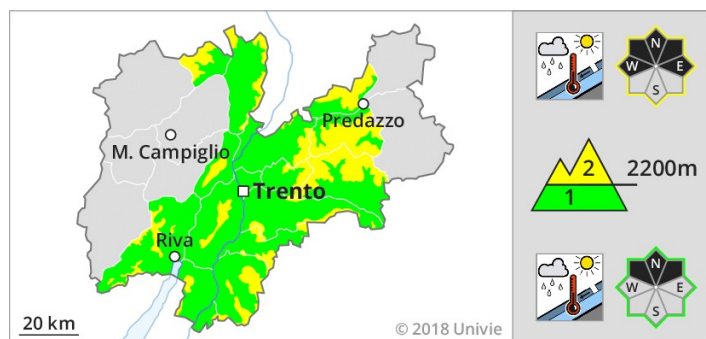 Predazzo
M. Campiglio
Trento
Riva
20 km
© 2018 Univie
N
W E
S
2 2200m
1
N
W E
S